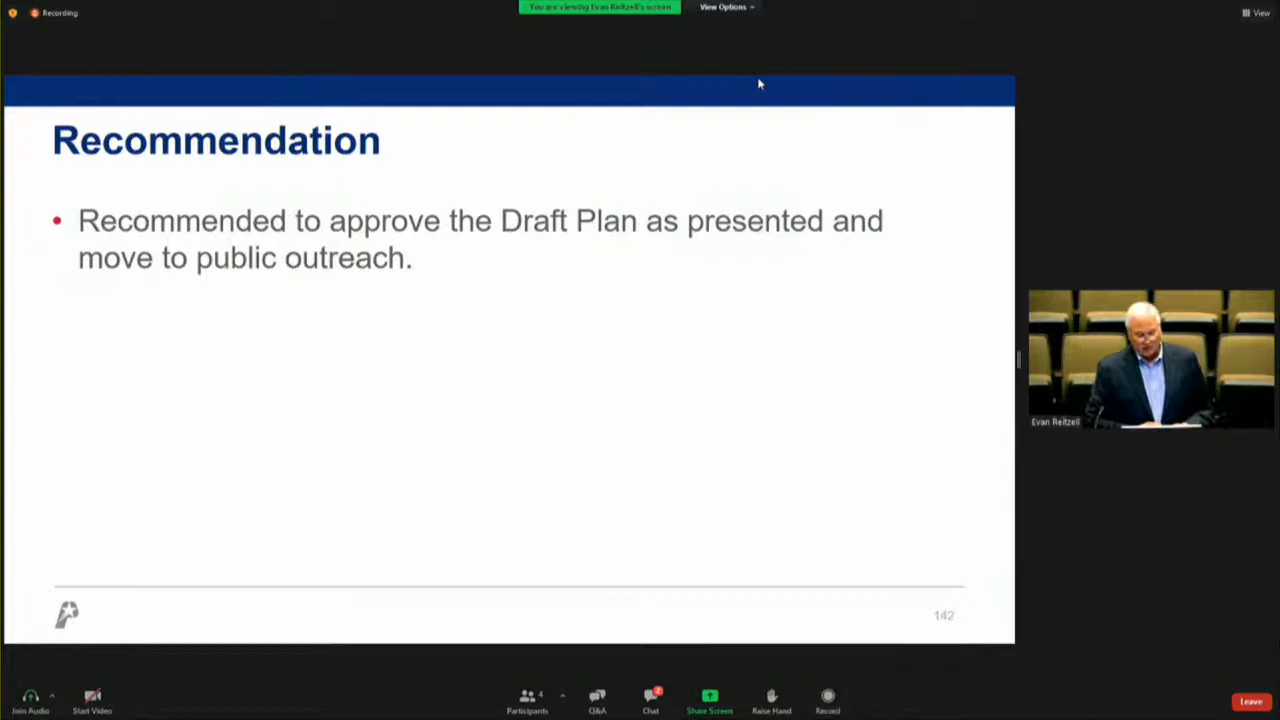 Recording
You are viewing Evan Reitzell's screen
View Options
View
Recommendation
• Recommended to approve the Draft Plan as presented and
move to public outreach.
Evan Reitzell
142
Join Audio
Start Video
4
Participants
Q&A
2
Chat
Share Screen
Raise Hand
Record
Leave